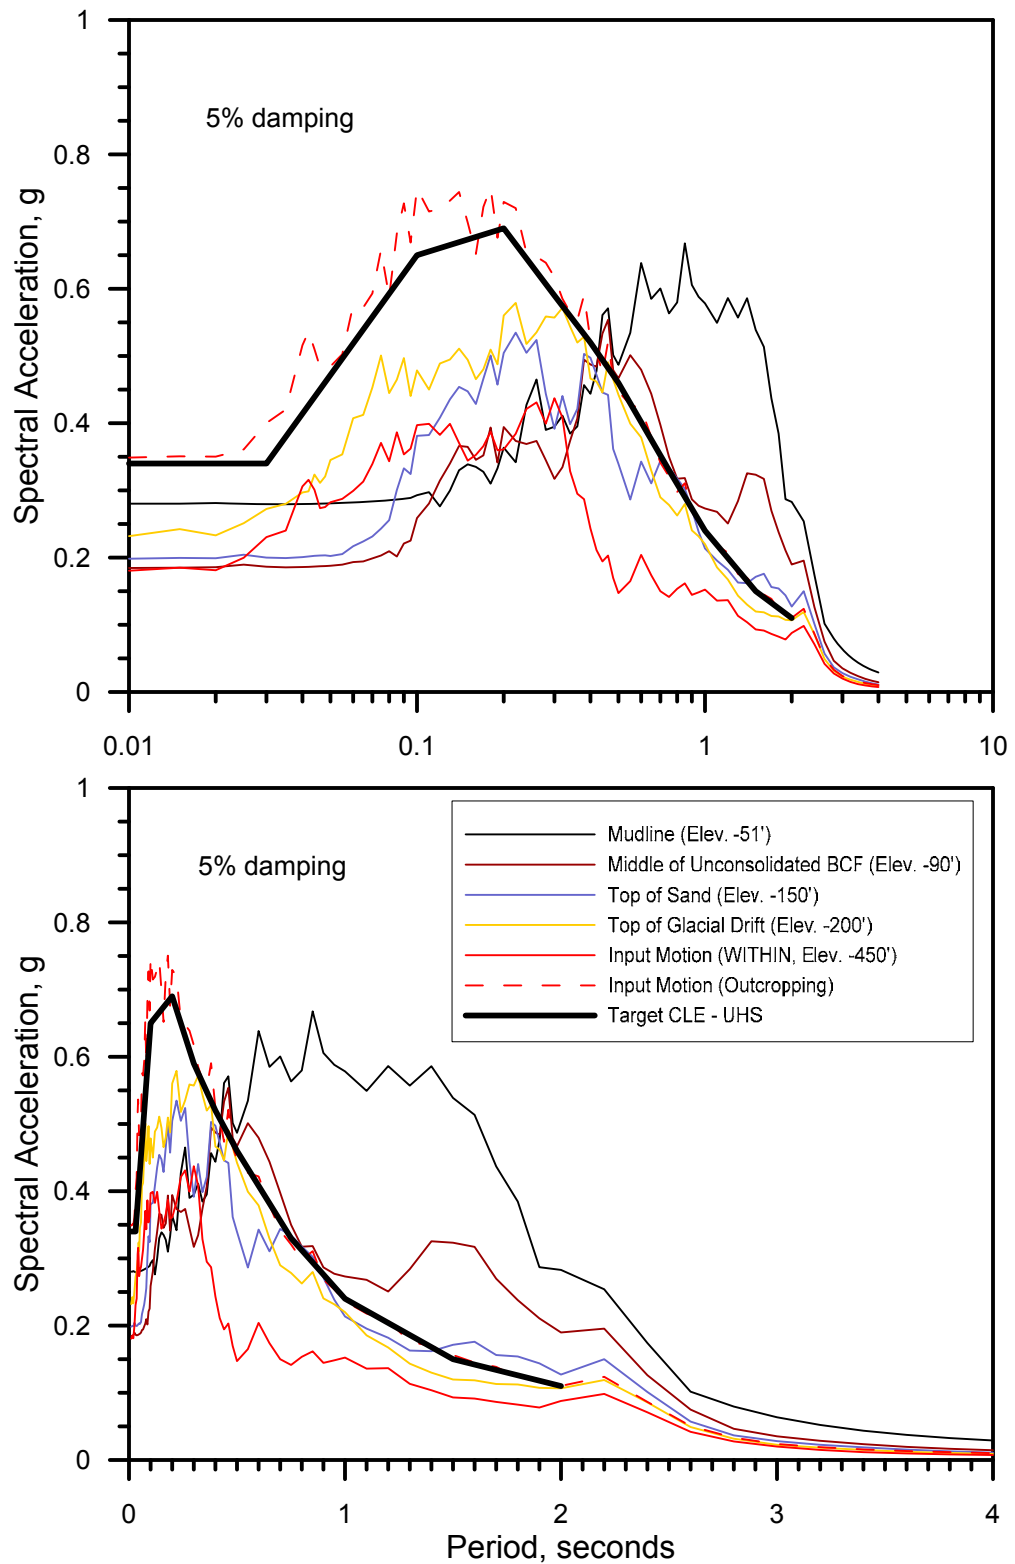 1
0.8
0.6
0.4
0.2
0
Spectral Acceleration, g
5% damping
0.01
0.1
1
10
1
0.8
0.6
0.4
0.2
0
Spectral Acceleration, g
5% damping
Mudline (Elev. -51')
Middle of Unconsolidated BCF (Elev. -90')
Top of Sand (Elev. -150')
Top of Glacial Drift (Elev. -200')
Input Motion (WITHIN, Elev. -450')
Input Motion (Outcropping)
Target CLE - UHS
0
1
2
3
4
Period, seconds